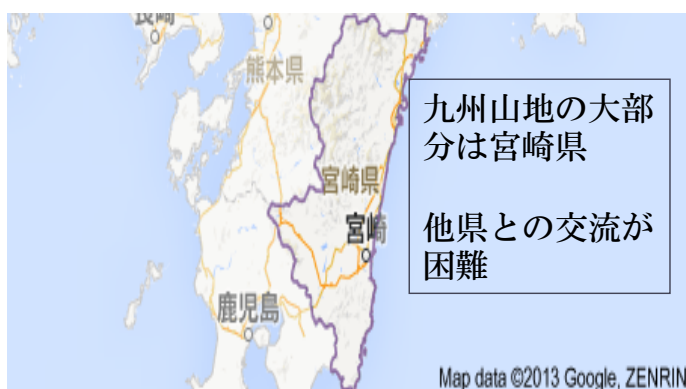 長崎
熊本県
九州山地の大部
分は宮崎県
宮崎県
宮崎
他県との交流が
困難
鹿児島
Map data ©2013 Google, ZENRIN